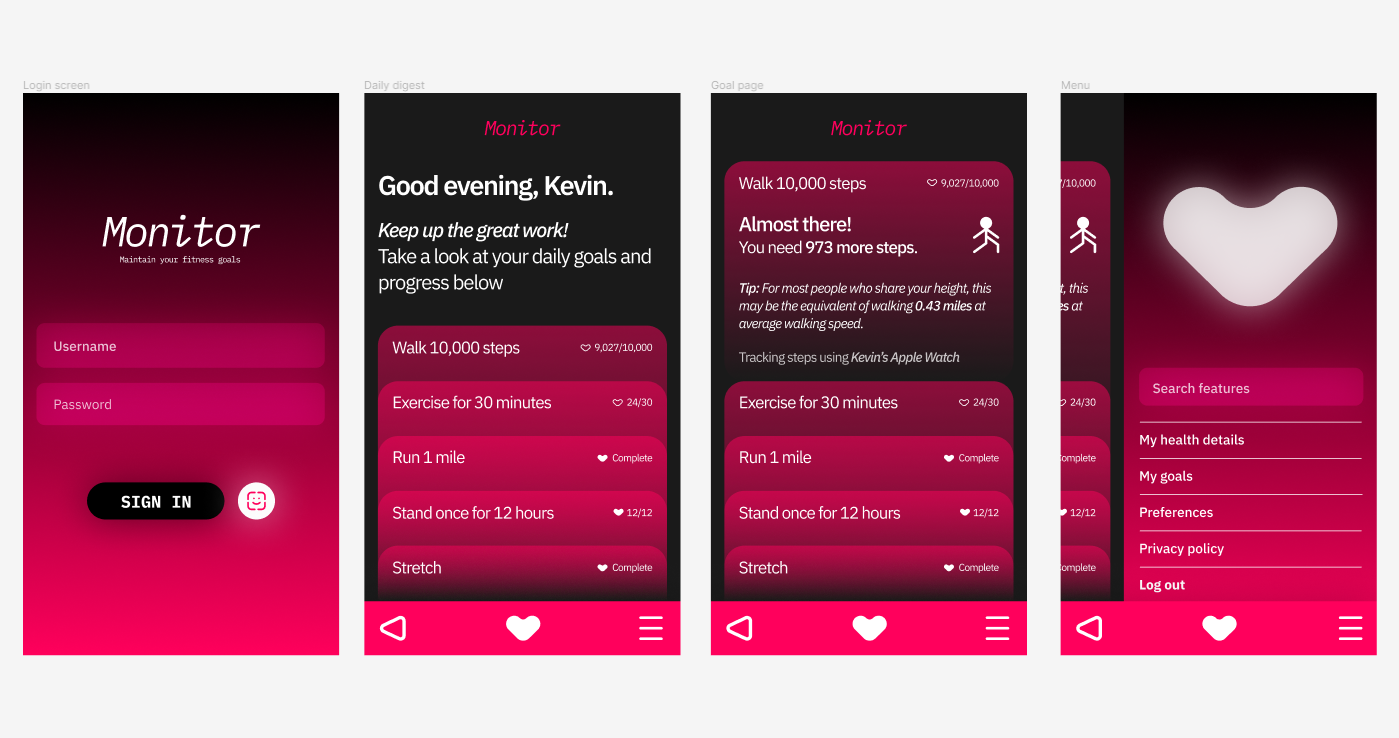 Login screen
Monitor
Maintain your fitness goals
Username
Password
SIGN IN
Daily digest
Monitor
Good evening, Kevin.
Keep up the great work!
Take a look at your daily goals and
progress below
Walk 10,000 steps 9,027/10,000
Exercise for 30 minutes 24/30
Run 1 mile Complete
Stand once for 12 hours 12/12
Stretch Complete
Goal page
Monitor
Walk 10,000 steps 9,027/10,000
Almost there!
You need 973 more steps.
Tip: For most people who share your height, this
may be the equivalent of walking 0.43 miles at
average walking speed.
Tracking steps using Kevin's Apple Watch
Exercise for 30 minutes 24/30
Run 1 mile Complete
Stand once for 12 hours 12/12
Stretch Complete
Menu
7/10,000
t, this
es at
24/30
omplete
12/12
omplete
Search features
My health details
My goals
Preferences
Privacy policy
Log out